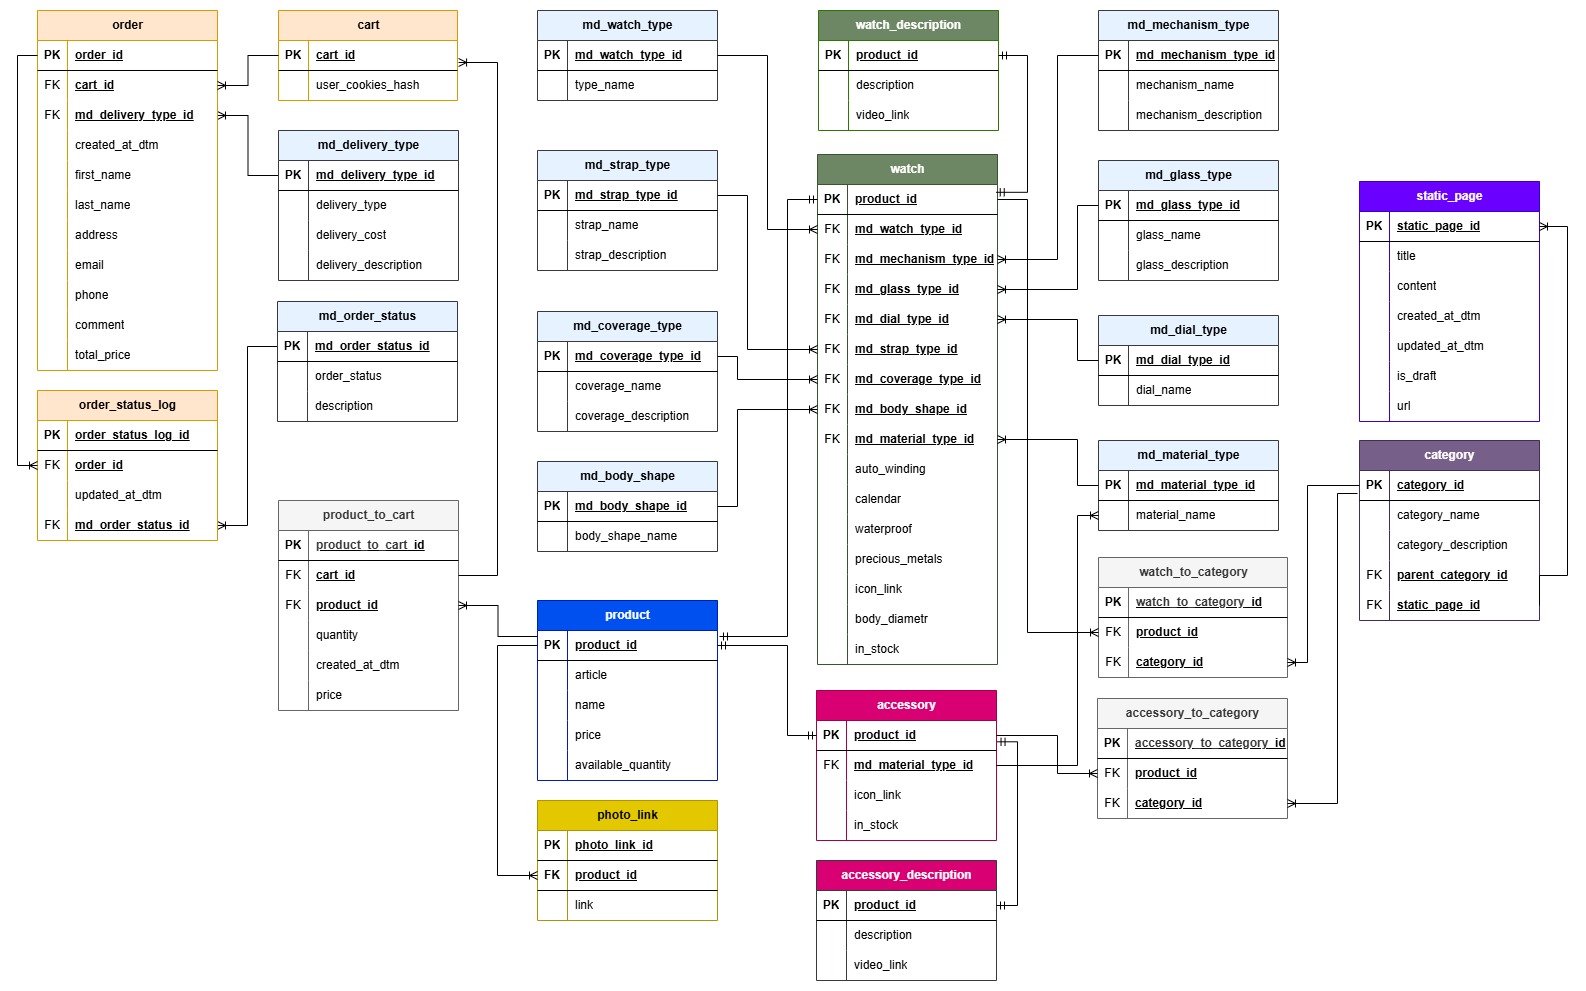 order
PK order_id
FK cart_id
FK md_delivery_type_id
created_at_dtm
first_name
last_name
address
email
phone
comment
total_price
order_status_log
PK order_status_log_id
FK order_id
updated_at_dtm
FK md_order_status_id
cart
PK cart_id
user_cookies_hash
md_delivery_type
PK md_delivery_type_id
delivery_type
delivery_cost
delivery_description
md_order_status
PK md_order_status_id
order_status
description
product_to_cart
PK product_to_cart_id
FK cart_id
FK product_id
quantity
created_at_dtm
price
md_watch_type
PK md_watch_type_id
type_name
md_strap_type
PK md_strap_type_id
strap_name
strap_description
md_coverage_type
PK md_coverage_type_id
coverage_name
coverage_description
md_body_shape
PK md_body_shape_id
body_shape_name
product
PK product_id
article
name
price
available_quantity
photo_link
PK photo_link_id
FK product_id
link
watch_description
PK product_id
description
video_link
watch
PK product_id
FK md_watch_type_id
FK md_mechanism_type_id
FK md_glass_type_id
FK md_dial_type_id
FK md_strap_type_id
FK md_coverage_type_id
FK md_body_shape_id
FK md_material_type_id
auto_winding
calendar
waterproof
precious_metals
icon_link
body_diametr
in_stock
accessory
PK product_id
FK md_material_type_id
icon_link
in_stock
accessory_description
PK product_id
description
video_link
md_mechanism_type
PK md_mechanism_type_id
mechanism_name
mechanism_description
md_glass_type
PK md_glass_type_id
glass_name
glass_description
md_dial_type
PK md_dial_type_id
dial_name
md_material_type
PK md_material_type_id
material_name
watch_to_category
PK watch_to_category_id
FK product_id
FK category_id
accessory_to_category
PK accessory_to_category_id
FK product_id
FK category_id
static_page
PK static_page_id
title
content
created_at_dtm
updated_at_dtm
is_draft
url
category
PK category_id
category_name
category_description
FK parent_category_id
FK static_page_id